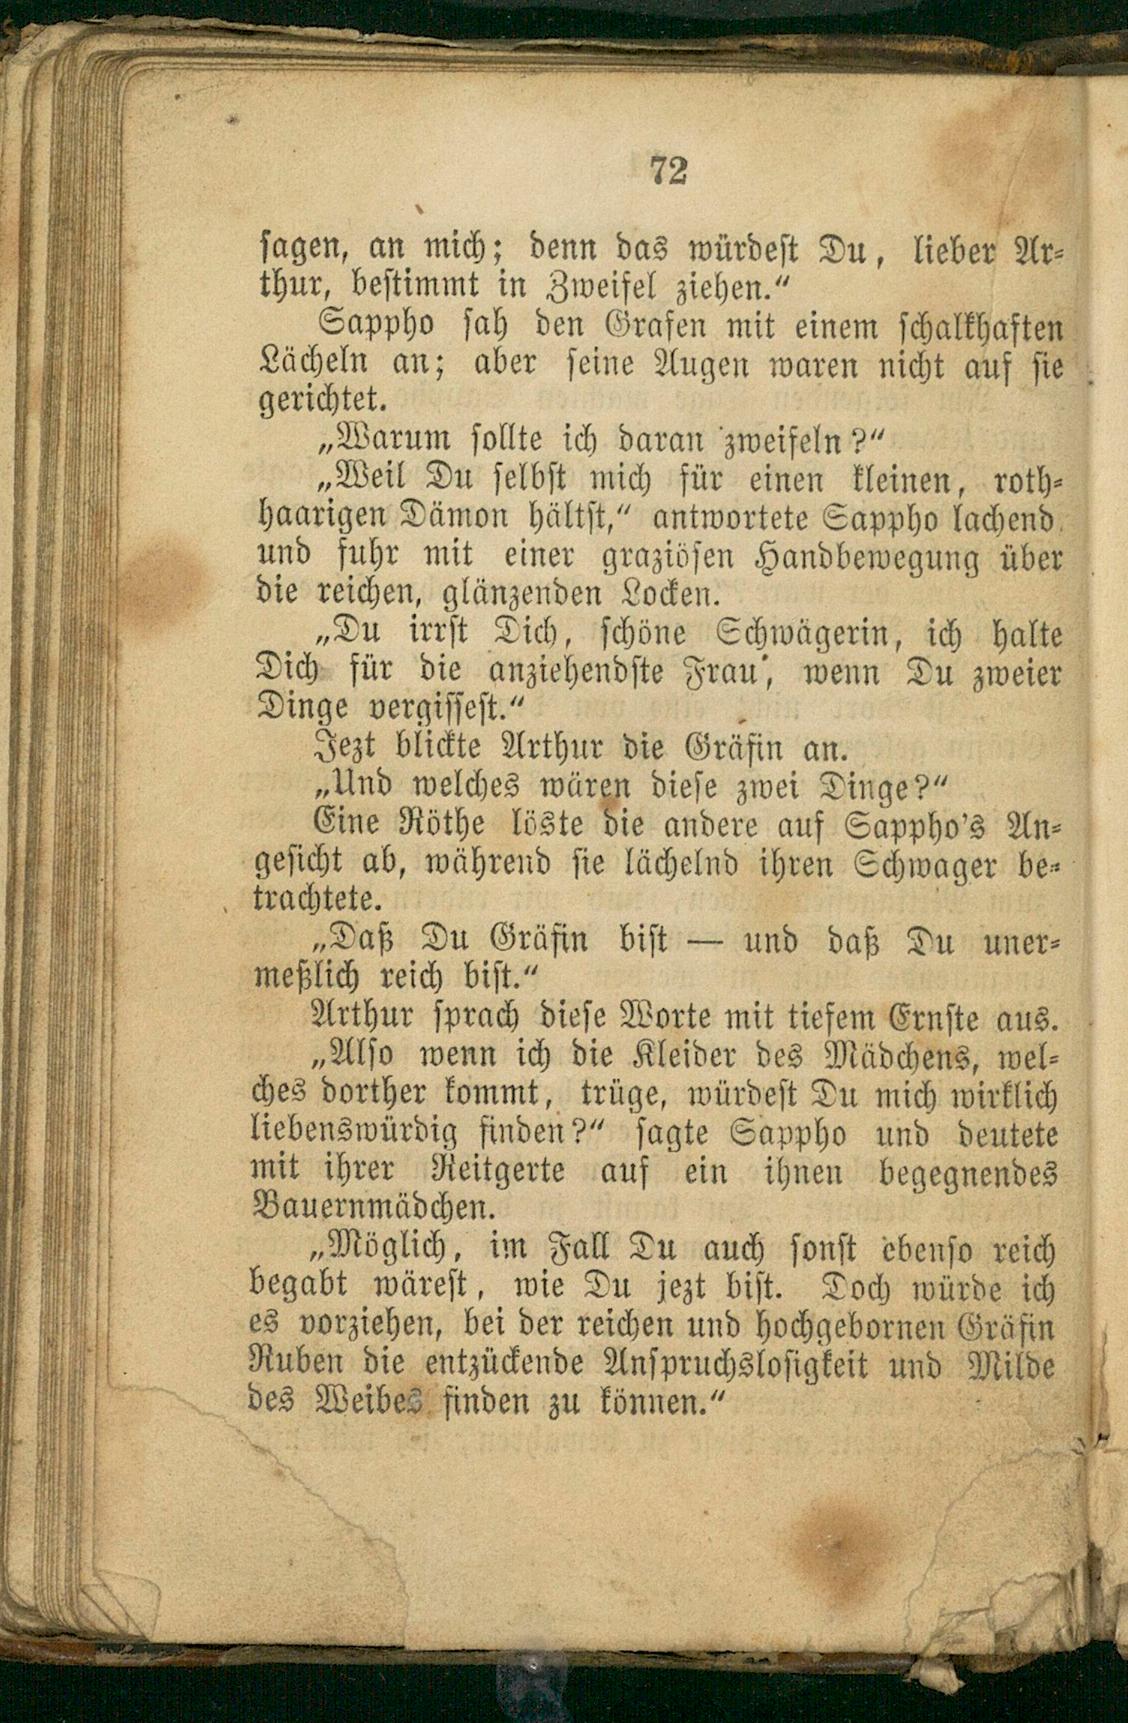 72
sagen, an mich; denn das würdest Du, lieber Ar-
thur, bestimmt in Zweifel ziehen.“
Sappho sah den Grafen mit einem schalkhaften
Lächeln an; aber seine Augen waren nicht auf sie
gerichtet.
„Warum sollte ich daran zweifeln?“
„Weil Du selbst mich für einen kleinen, roth-
haarigen Dämon hältst,“ antwortete Sappho lachend
und fuhr mit einer graziösen Handbewegung über
die reichen, glänzenden Locken.
„Du irrst Dich, schöne Schwägerin, ich halte
Dich für die anziehendste Frau, wenn Du zweier
Dinge vergissest.“
Jezt blickte Arthur die Gräfin an.
„Und welches wären diese zwei Dinge?“
Eine Röthe löste die andere auf Sappho's An-
gesicht ab, während sie lächelnd ihren Schwager be-
trachtete.
„Daß Du Gräfin bist — und daß Du uner-
meßlich reich bist.“
Arthur sprach diese Worte mit tiefem Ernste aus.
„Also wenn ich die Kleider des Mädchens, wel-
ches dorther kommt, trüge, würdest Du mich wirklich
liebenswürdig finden?“ sagte Sappho und deutete
mit ihrer Reitgerte auf ein ihnen begegnendes
Bauernmädchen.
„Möglich, im Fall Du auch sonst ebenso reich
begabt wärest, wie Du jezt bist. Doch würde ich
es vorziehen, bei der reichen und hochgebornen Gräfin
Ruben die entzückende Anspruchslosigkeit und Milde
des Weibes finden zu können.“